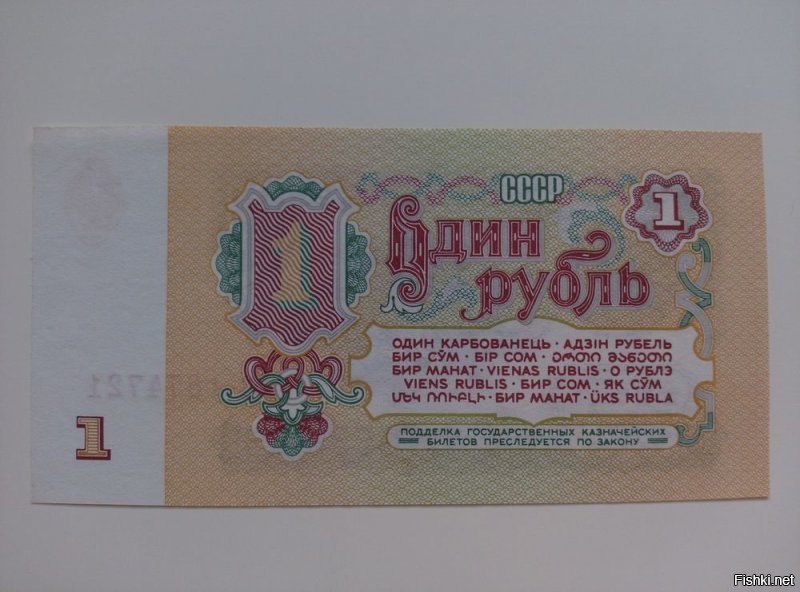 СССР
1
Один
1
рубль
ОДИН КАРБОВАНЕЦЬ · АДЗІН РУБЕЛЬ
БИР СЎМ · БІР СОМ · ერთი მანეთი
БИР МАНАТ · VIENAS RUBLIS · О РУБЛЭ
VIENS RUBLIS · БИР СОМ · ЯК СЎМ
ՄԵԿ ՌՈՒԲԼԻ · БИР МАНАТ · ÜKS RUBLA
1
ПОДДЕЛКА ГОСУДАРСТВЕННЫХ КАЗНАЧЕЙСКИХ
БИЛЕТОВ ПРЕСЛЕДУЕТСЯ ПО ЗАКОНУ
Fishki.net